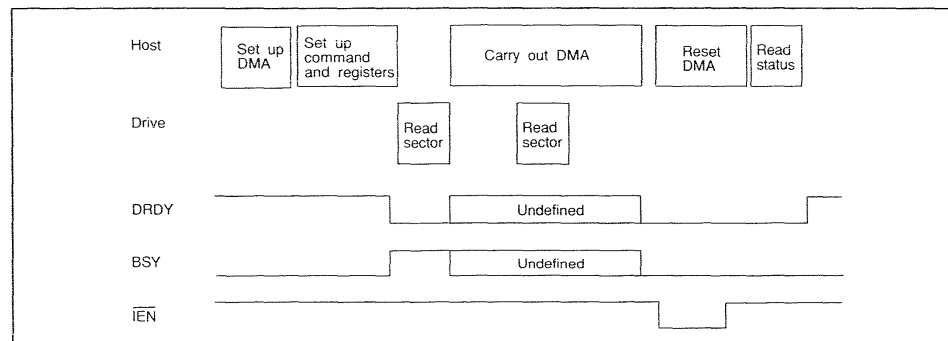 Host
Set up
DMA
Set up
command
and registers
Carry out DMA
Reset
DMA
Read
status
Drive
Read
sector
Read
sector
DRDY
Undefined
BSY
Undefined
IEN